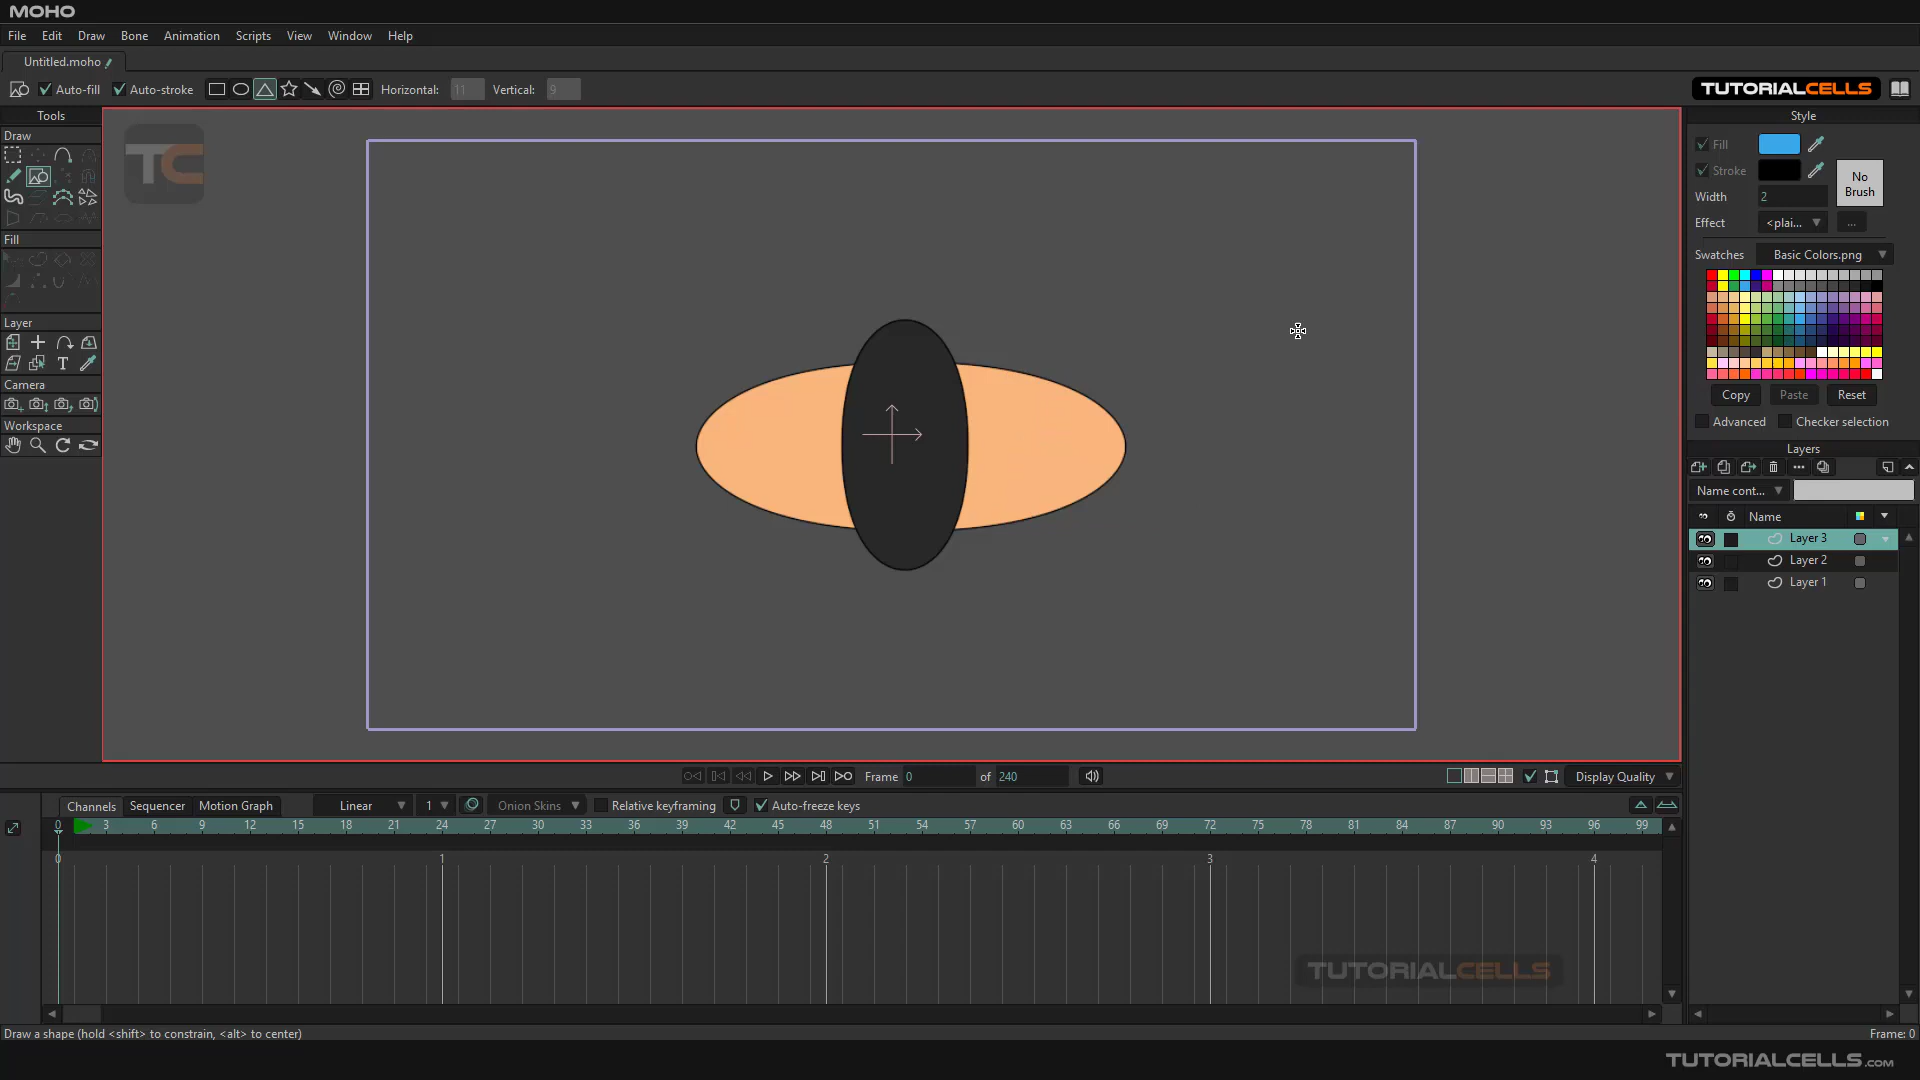 MOHO
File Edit Draw Bone Animation Scripts View Window Help
Untitled.moho
Auto-fill Auto-stroke Horizontal: 11 Vertical: 9
TUTORIALCELLS
Tools
Draw
Fill
Layer
T
Camera
Workspace
TC
Style
Fill
Stroke
No Brush
Width 2
Effect <plai... ...
Swatches Basic Colors.png
Copy Paste Reset
Advanced Checker selection
Layers
Name cont...
Name
Layer 3
Layer 2
Layer 1
Frame 0 of 240
Display Quality
Channels Sequencer Motion Graph Linear 1 Onion Skins Relative keyframing Auto-freeze keys
0 3 6 9 12 15 18 21 24 27 30 33 36 39 42 45 48 51 54 57 60 63 66 69 72 75 78 81 84 87 90 93 96 99
0 1 2 3 4
TUTORIALCELLS
Draw a shape (hold <shift> to constrain, <alt> to center)
Frame: 0
TUTORIALCELLS.COM